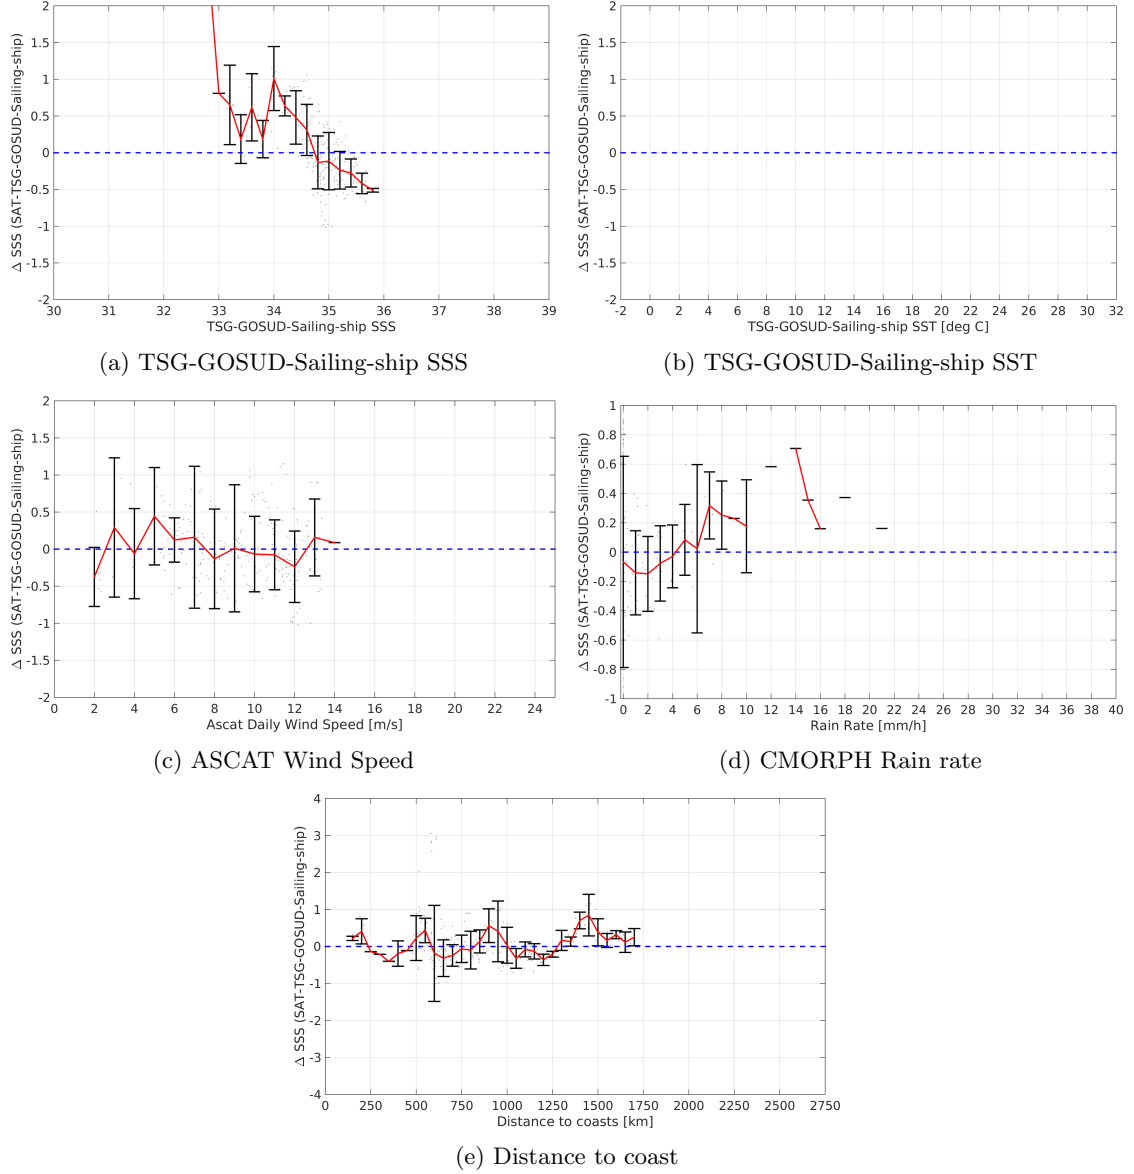 Δ SSS (SAT-TSG-GOSUD-Sailing-ship)
2
1.5
1
0.5
0
-0.5
-1
-1.5
-2
30 31 32 33 34 35 36 37 38 39
TSG-GOSUD-Sailing-ship SSS
(a) TSG-GOSUD-Sailing-ship SSS
Δ SSS (SAT-TSG-GOSUD-Sailing-ship)
2
1.5
1
0.5
0
-0.5
-1
-1.5
-2
-2 0 2 4 6 8 10 12 14 16 18 20 22 24 26 28 30 32
TSG-GOSUD-Sailing-ship SST [deg C]
(b) TSG-GOSUD-Sailing-ship SST
Δ SSS (SAT-TSG-GOSUD-Sailing-ship)
2
1.5
1
0.5
0
-0.5
-1
-1.5
-2
0 2 4 6 8 10 12 14 16 18 20 22 24
Ascat Daily Wind Speed [m/s]
(c) ASCAT Wind Speed
Δ SSS (SAT-TSG-GOSUD-Sailing-ship)
1
0.8
0.6
0.4
0.2
0
-0.2
-0.4
-0.6
-0.8
-1
0 2 4 6 8 10 12 14 16 18 20 22 24 26 28 30 32 34 36 38 40
Rain Rate [mm/h]
(d) CMORPH Rain rate
Δ SSS (SAT-TSG-GOSUD-Sailing-ship)
4
3
2
1
0
-1
-2
-3
-4
0 250 500 750 1000 1250 1500 1750 2000 2250 2500 2750
Distance to coasts [km]
(e) Distance to coast